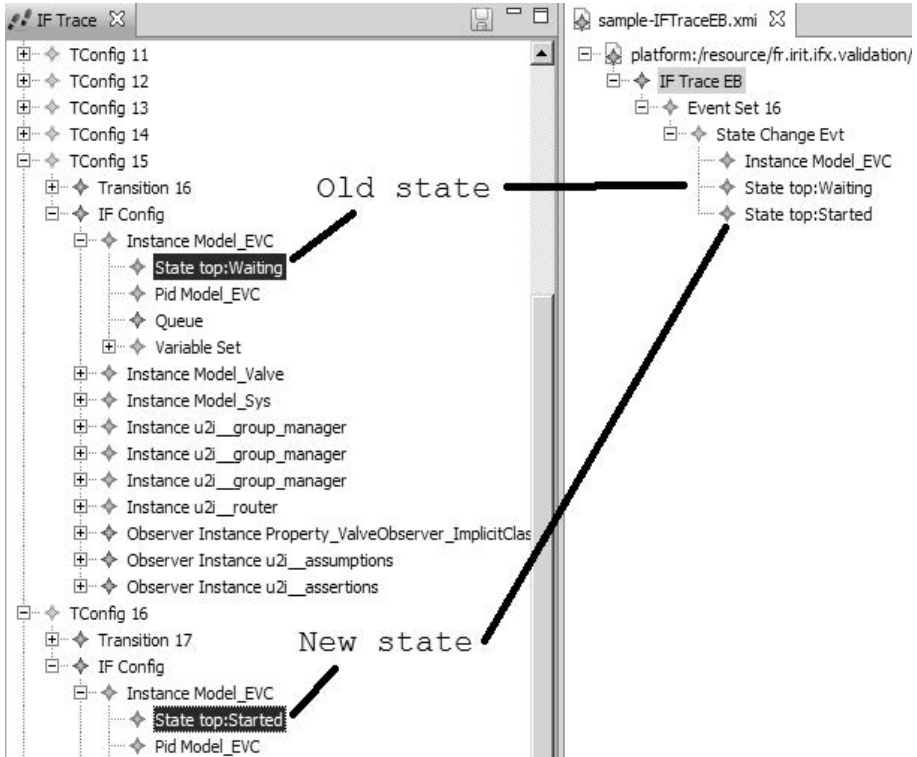 IF Trace
TConfig 11
TConfig 12
TConfig 13
TConfig 14
TConfig 15
Transition 16
IF Config
Instance Model_EVC
State top:Waiting
Pid Model_EVC
Queue
Variable Set
Instance Model_Valve
Instance Model_Sys
Instance u2i__group_manager
Instance u2i__group_manager
Instance u2i__group_manager
Instance u2i__router
Observer Instance Property_ValveObserver_ImplicitClas
Observer Instance u2i__assumptions
Observer Instance u2i__assertions
TConfig 16
Transition 17
IF Config
Instance Model_EVC
State top:Started
Pid Model_EVC
Old state
New state
sample-IFTraceEB.xmi
platform:/resource/fr.irit.ifx.validation/
IF Trace EB
Event Set 16
State Change Evt
Instance Model_EVC
State top:Waiting
State top:Started